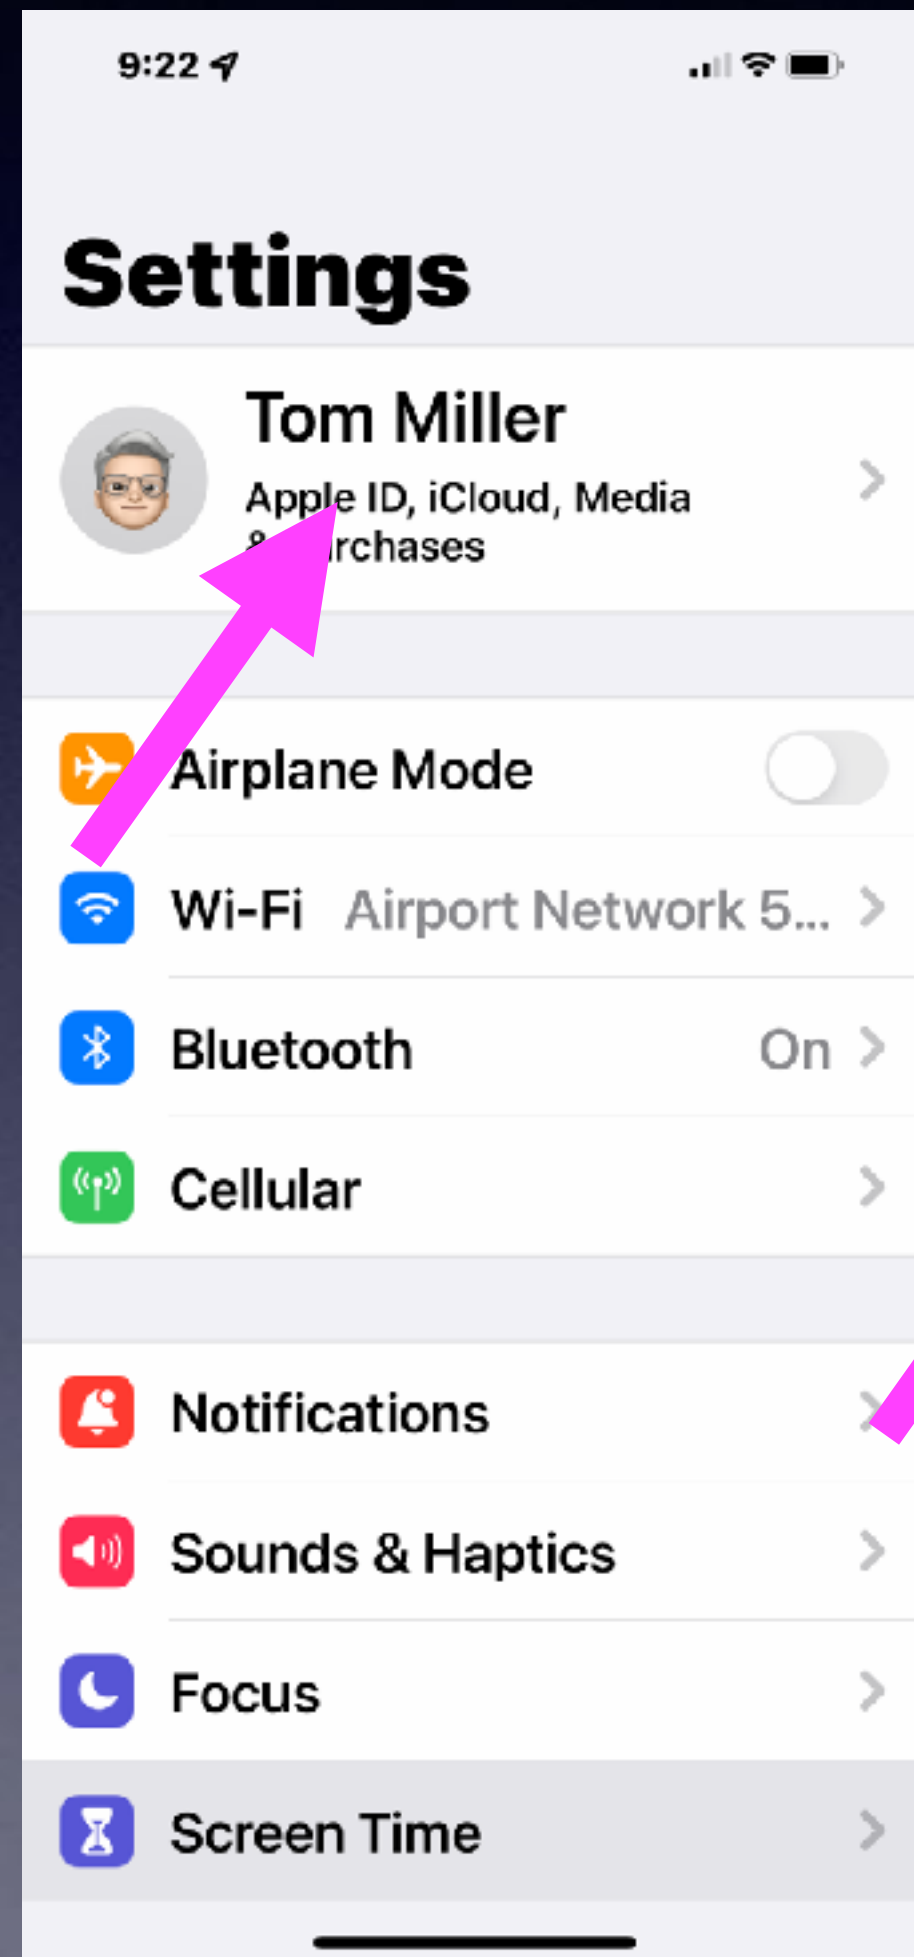 9:22
Settings
Tom Miller
Apple ID, iCloud, Media
rchases
Airplane Mode
Wi-Fi Airport Network 5...
Bluetooth On
Cellular
Notifications
Sounds & Haptics
Focus
Screen Time